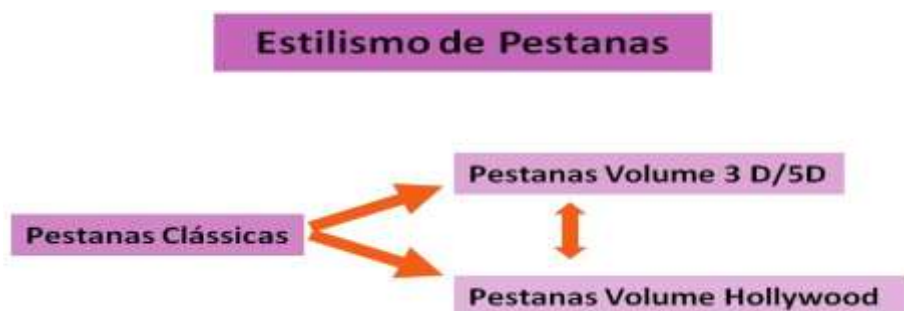 Estilismo de Pestanas
Pestanas Volume 3 D/5D
Pestanas Clássicas
Pestanas Volume Hollywood